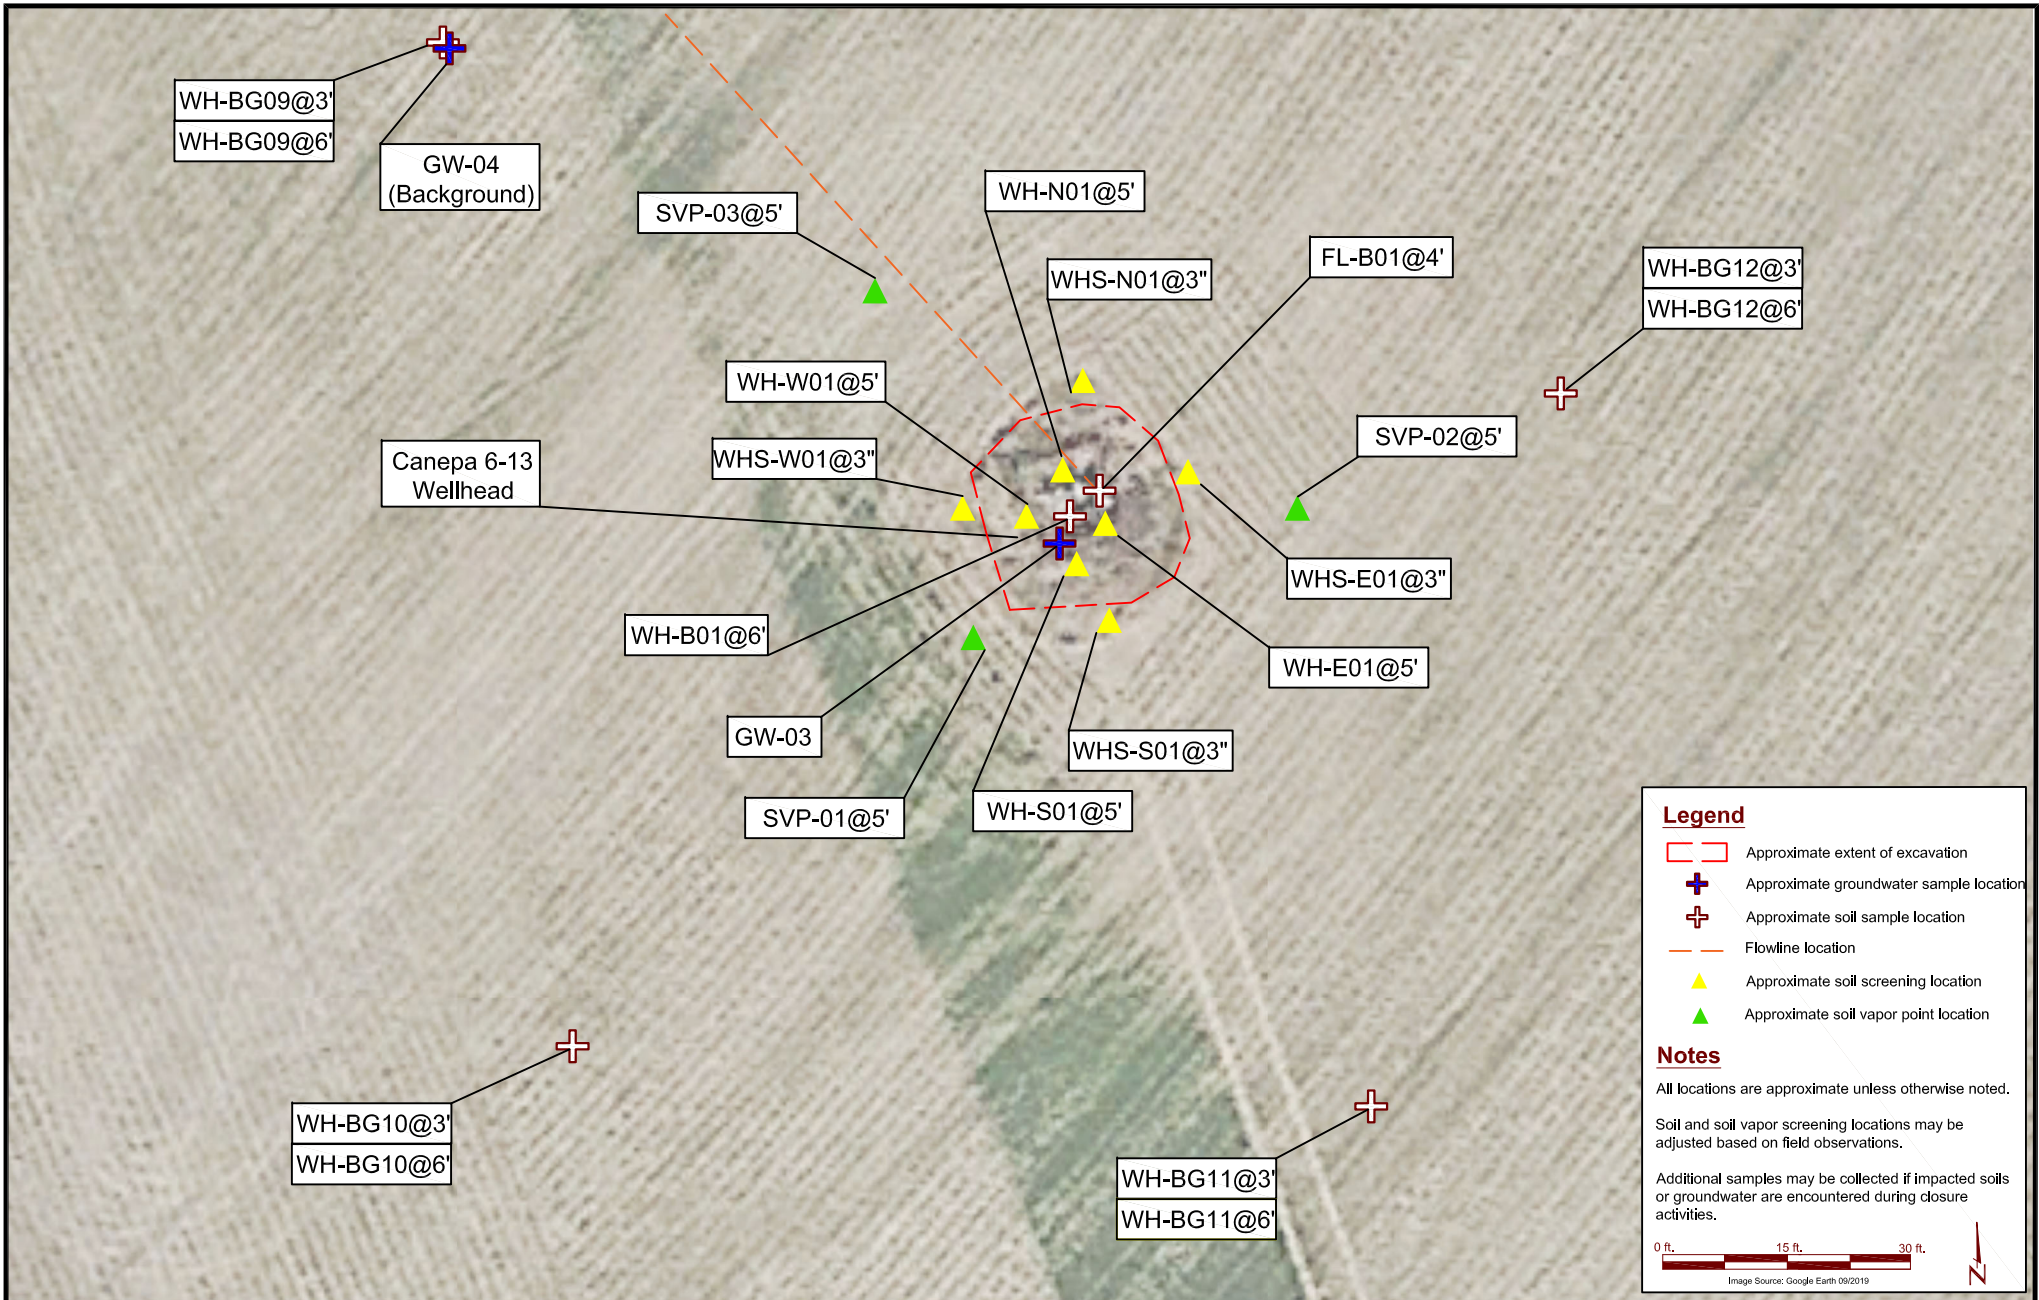 WH-BG09@3'
WH-BG09@6'
GW-04
(Background)
SVP-03@5'
WH-N01@5'
WHS-N01@3"
FL-B01@4'
WH-BG12@3'
WH-BG12@6'
WH-W01@5'
WHS-W01@3"
SVP-02@5'
Canepa 6-13
Wellhead
WHS-E01@3"
WH-B01@6'
WH-E01@5'
GW-03
WHS-S01@3"
SVP-01@5'
WH-S01@5'
WH-BG10@3'
WH-BG10@6'
WH-BG11@3'
WH-BG11@6'
Legend
Approximate extent of excavation
Approximate groundwater sample location
Approximate soil sample location
Flowline location
Approximate soil screening location
Approximate soil vapor point location
Notes
All locations are approximate unless otherwise noted.
Soil and soil vapor screening locations may be
adjusted based on field observations.
Additional samples may be collected if impacted soils
or groundwater are encountered during closure
activities.
0 ft. 15 ft. 30 ft.
N
Image Source: Google Earth 09/2019